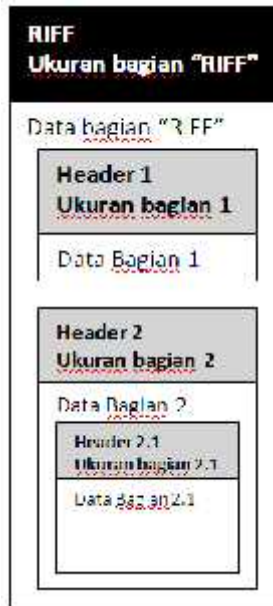 RIFF
Ukuran bagian “RIFF”
Data bagian “RIFF”
Header 1
Ukuran bagian 1
Data Bagian 1
Header 2
Ukuran bagian 2
Data Bagian 2
Header 2.1
Ukuran bagian 2.1
Data Bagian 2.1